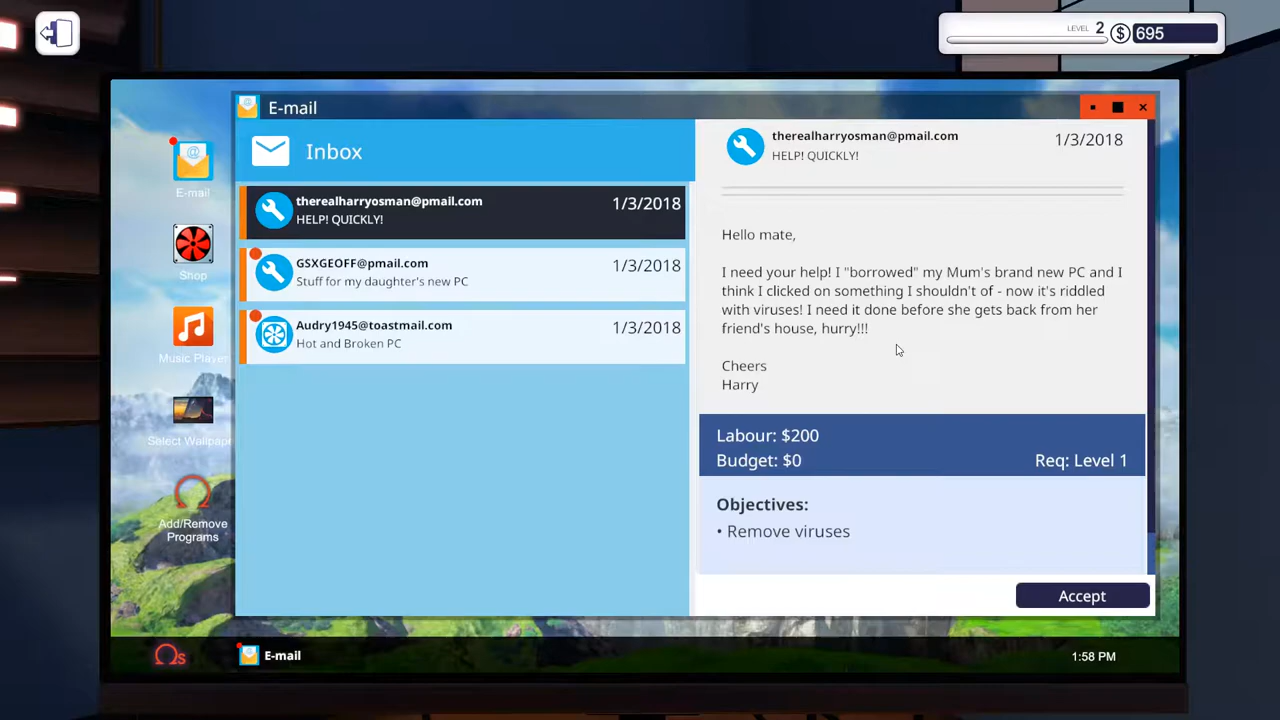 LEVEL 2 $ 695
E-mail
Inbox
therealharryosman@pmail.com 1/3/2018
HELP! QUICKLY!
GSXGEOFF@pmail.com 1/3/2018
Stuff for my daughter's new PC
Audry1945@toastmail.com 1/3/2018
Hot and Broken PC
therealharryosman@pmail.com 1/3/2018
HELP! QUICKLY!
Hello mate,
I need your help! I "borrowed" my Mum's brand new PC and I
think I clicked on something I shouldn't of - now it's riddled
with viruses! I need it done before she gets back from her
friend's house, hurry!!!
Cheers
Harry
Labour: $200
Budget: $0 Req: Level 1
Objectives:
• Remove viruses
Accept
E-mail
Shop
Music Player
Select Wallpap
Add/Remove
Programs
Ωs
E-mail
1:58 PM